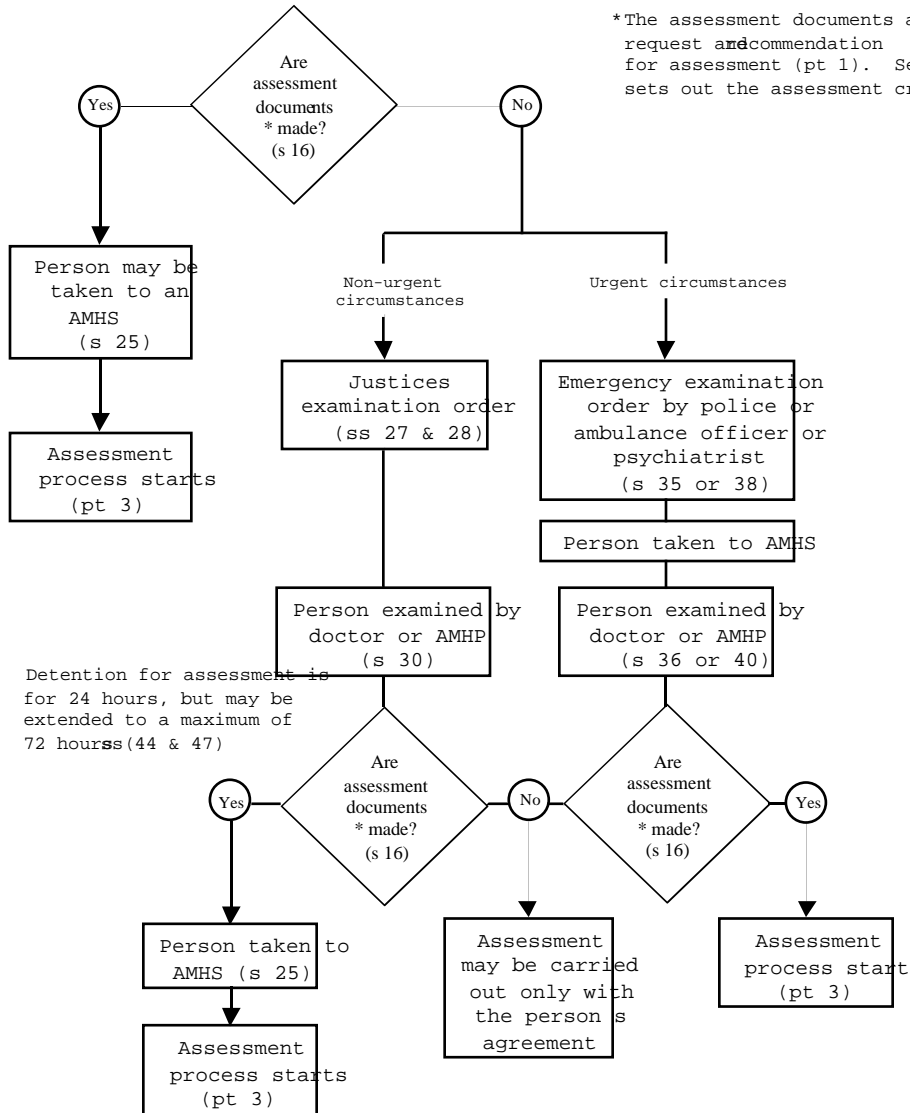 *The assessment documents a
request and recommendation
for assessment (pt 1). Se
sets out the assessment cr
Are
assessment
documents
* made?
(s 16)
Yes
No
Person may be
taken to an
AMHS
(s 25)
Non-urgent
circumstances
Urgent circumstances
Justices
examination order
(ss 27 & 28)
Emergency examination
order by police or
ambulance officer or
psychiatrist
(s 35 or 38)
Assessment
process starts
(pt 3)
Person taken to AMHS
Person examined by
doctor or AMHP
(s 30)
Person examined by
doctor or AMHP
(s 36 or 40)
Detention for assessment is
for 24 hours, but may be
extended to a maximum of
72 hours (ss 44 & 47)
Are
assessment
documents
* made?
(s 16)
Are
assessment
documents
* made?
(s 16)
Yes
No
Yes
Person taken to
AMHS (s 25)
Assessment
may be carried
out only with
the person s
agreement
Assessment
process start
(pt 3)
Assessment
process starts
(pt 3)